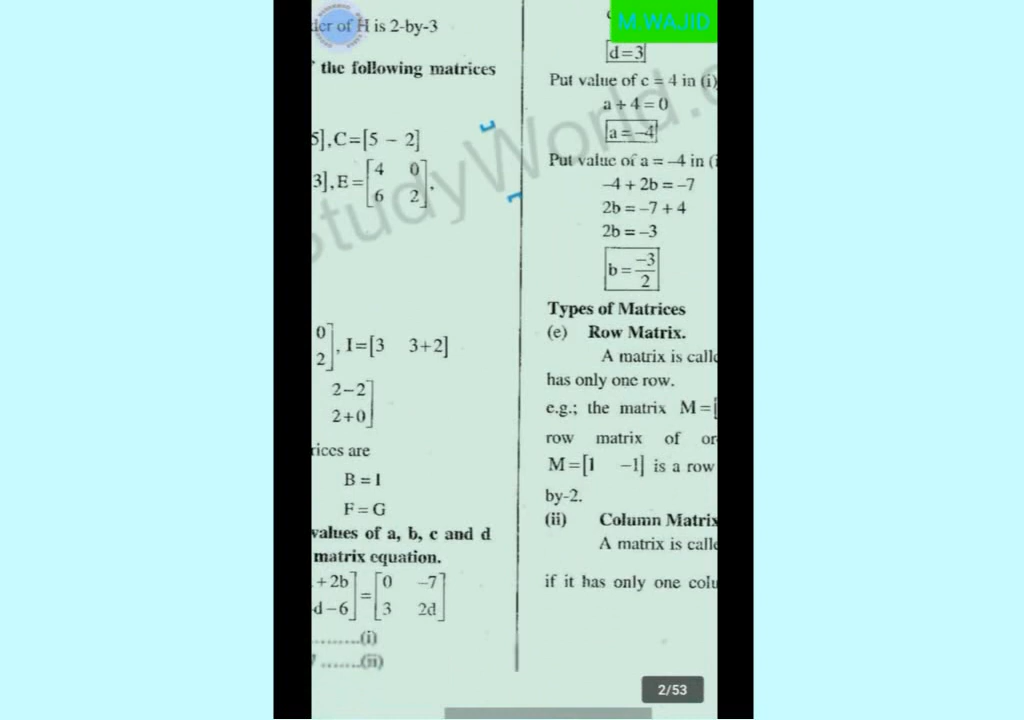 der of H is 2-by-3
the following matrices
5],C=[5 − 2]
3],E=[4 0
6 2].
0
2],I=[3 3+2]
2−2
2+0]
rices are
B = I
F = G
values of a, b, c and d
matrix equation.
+2b]=[0 −7]
d−6] [3 2d]
.........(i)
.......(ii)
M.WAJID
d=3
Put value of c = 4 in (i)
a + 4 = 0
a = −4
Put value of a = −4 in (i
−4 + 2b = −7
2b = −7 + 4
2b = −3
b = −3
2
Types of Matrices
(e) Row Matrix.
A matrix is calle
has only one row.
e.g.; the matrix M=[
row matrix of or
M=[1 −1] is a row
by-2.
(ii) Column Matrix
A matrix is calle
if it has only one colu
StudyWorld.c
2/53